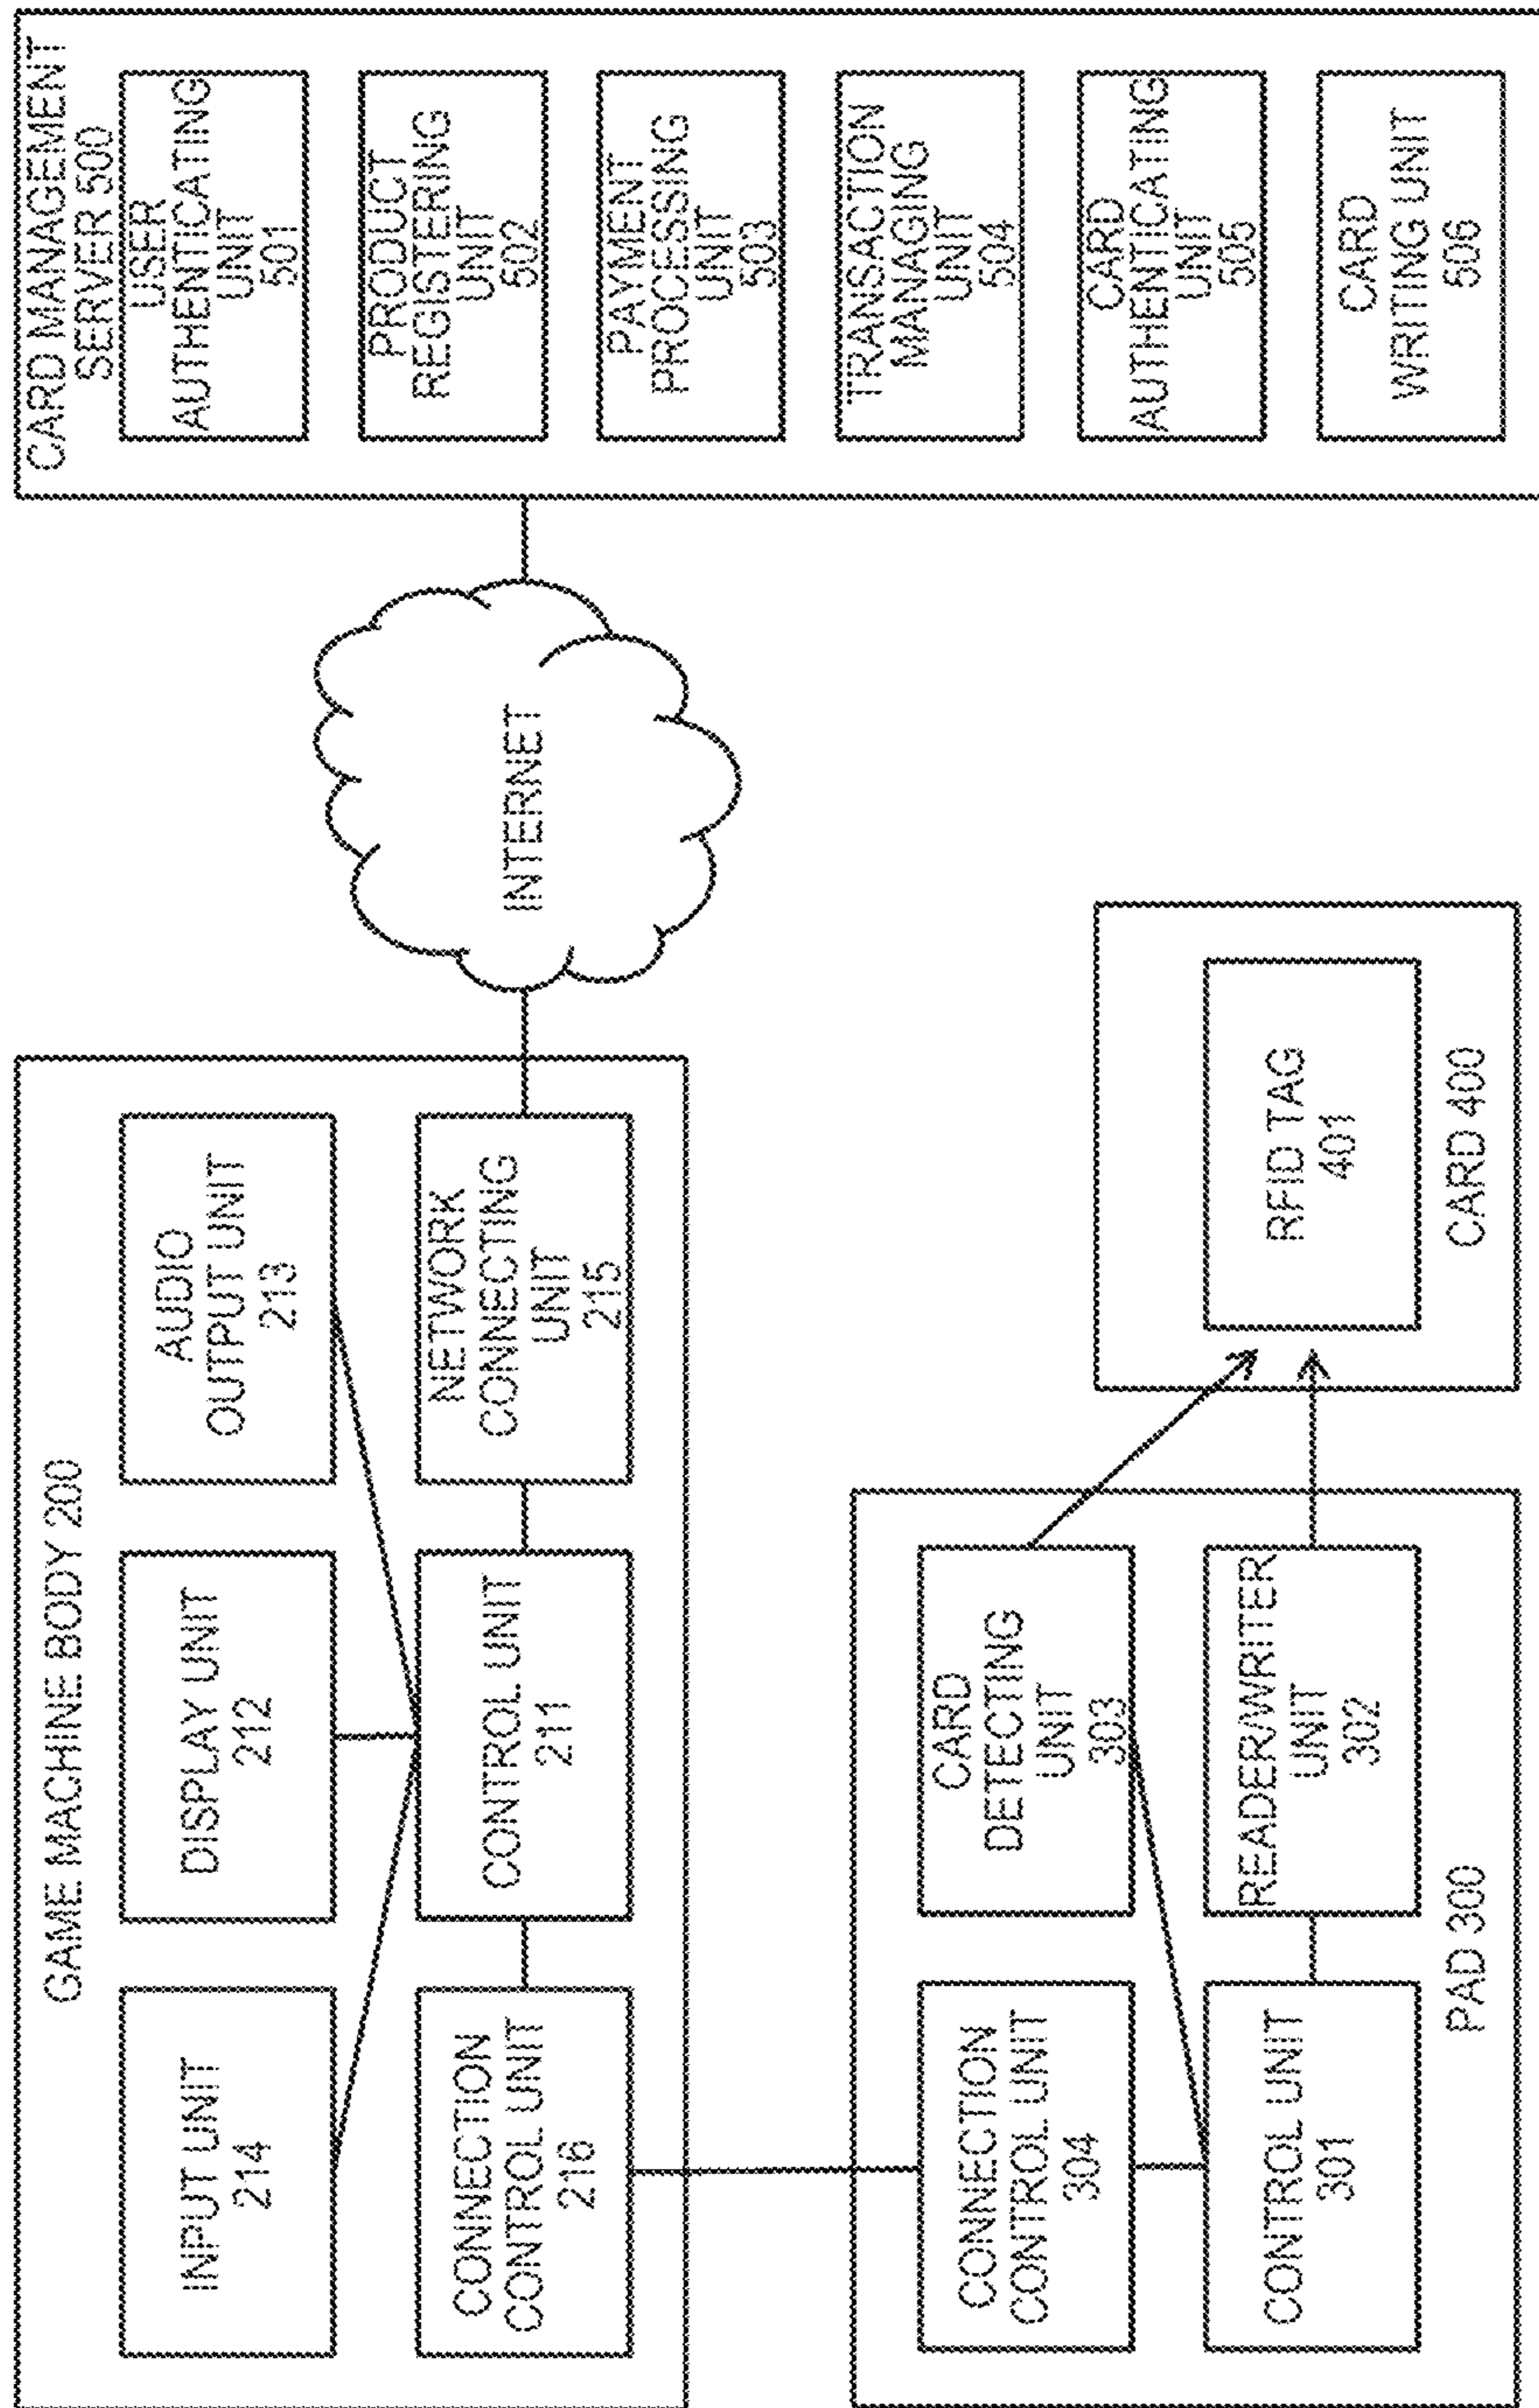 GAME MACHINE BODY 200
INPUT UNIT
214
DISPLAY UNIT
212
AUDIO
OUTPUT UNIT
213
CONNECTION
CONTROL UNIT
216
CONTROL UNIT
211
NETWORK
CONNECTING
UNIT
215
INTERNET
CARD MANAGEMENT
SERVER 500
USER
AUTHENTICATING
UNIT
501
PRODUCT
REGISTERING
UNIT
502
PAYMENT
PROCESSING
UNIT
503
TRANSACTION
MANAGING
UNIT
504
CARD
AUTHENTICATING
UNIT
505
CARD
WRITING UNIT
506
CONNECTION
CONTROL UNIT
304
CARD
DETECTING
UNIT
303
CONTROL UNIT
301
READER/WRITER
UNIT
302
PAD 300
RFID TAG
401
CARD 400